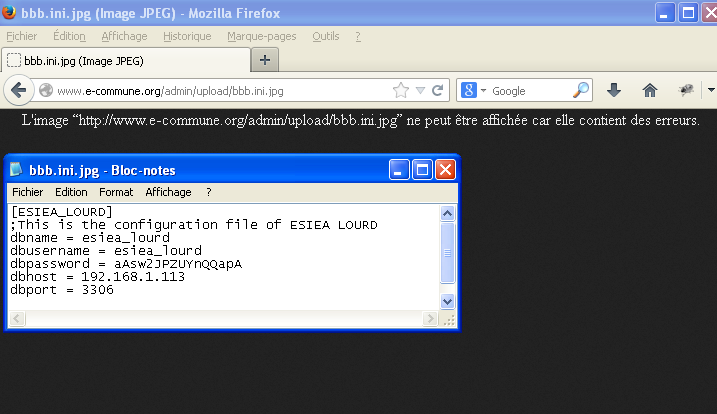 bbb.ini.jpg (Image JPEG) - Mozilla Firefox
Fichier Édition Affichage Historique Marque-pages Outils ?
bbb.ini.jpg (Image JPEG) +
www.e-commune.org/admin/upload/bbb.ini.jpg 8 Google
L'image “http://www.e-commune.org/admin/upload/bbb.ini.jpg” ne peut être affichée car elle contient des erreurs.
bbb.ini.jpg - Bloc-notes
Fichier Edition Format Affichage ?
[ESIEA_LOURD]
;This is the configuration file of ESIEA LOURD
dbname = esiea_lourd
dbusername = esiea_lourd
dbpassword = aAsw2JPZUYnQQapA
dbhost = 192.168.1.113
dbport = 3306